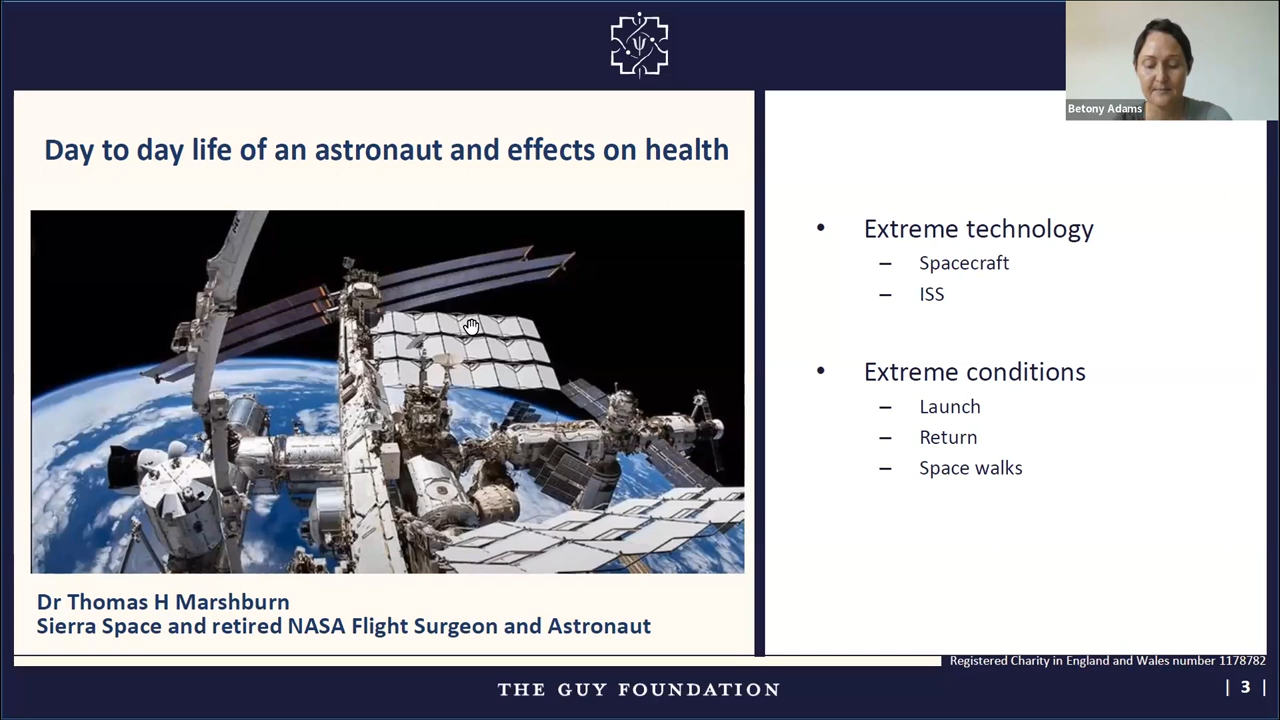 Betony Adams
Day to day life of an astronaut and effects on health
• Extreme technology
– Spacecraft
– ISS
• Extreme conditions
– Launch
– Return
– Space walks
Dr Thomas H Marshburn
Sierra Space and retired NASA Flight Surgeon and Astronaut
Registered Charity in England and Wales number 1178782
THE GUY FOUNDATION
| 3 |